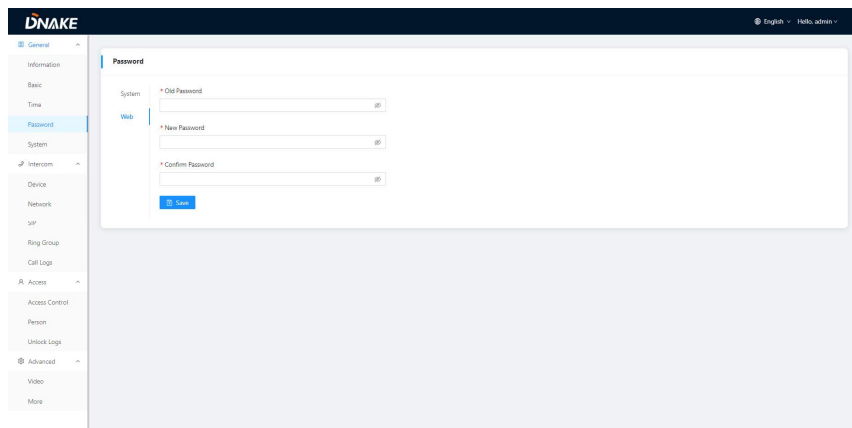 DNAKE
English
Hello, admin
General
Information
Basic
Time
Password
System
Intercom
Device
Network
SIP
Ring Group
Call Logs
Access
Access Control
Person
Unlock Logs
Advanced
Video
More
Password
System
Web
* Old Password
* New Password
* Confirm Password
Save